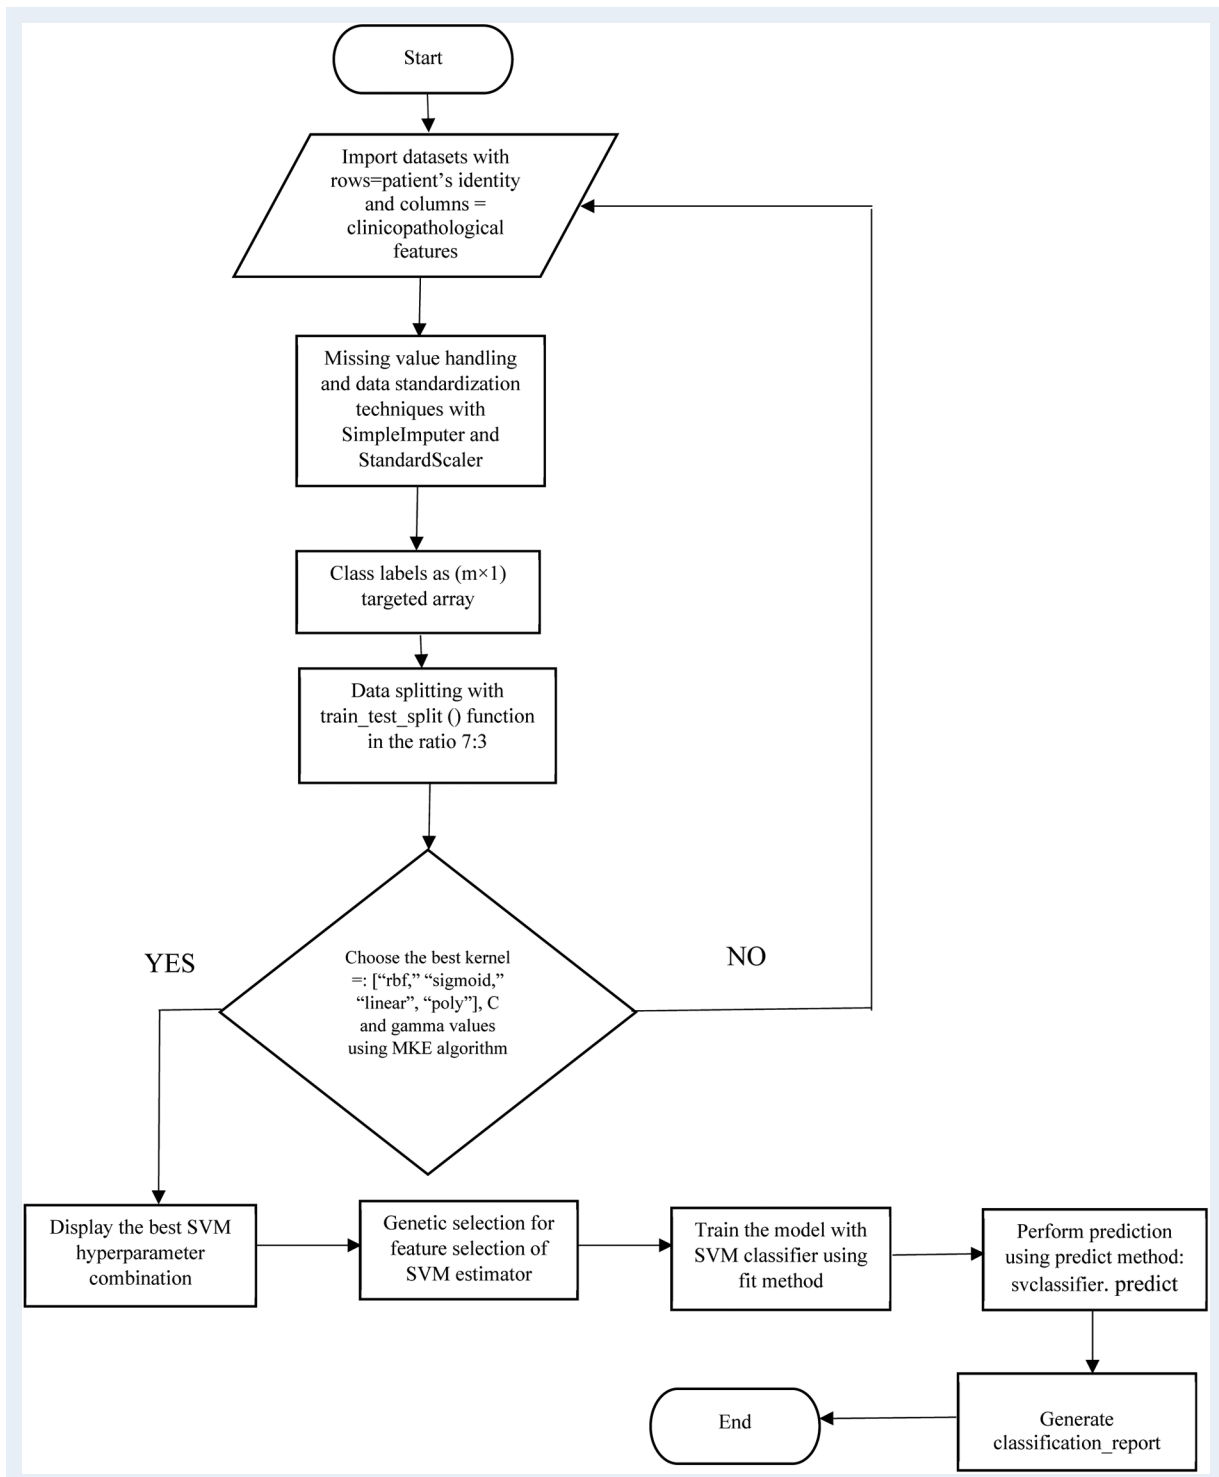 Start
Import datasets with
rows=patient’s identity
and columns =
clinicopathological
features
Missing value handling
and data standardization
techniques with
SimpleImputer and
StandardScaler
Class labels as (m×1)
targeted array
Data splitting with
train_test_split () function
in the ratio 7:3
YES
NO
Choose the best kernel
=: [“rbf,” “sigmoid,”
“linear”, “poly”], C
and gamma values
using MKE algorithm
Display the best SVM
hyperparameter
combination
Genetic selection for
feature selection of
SVM estimator
Train the model with
SVM classifier using
fit method
Perform prediction
using predict method:
svclassifier. predict
Generate
classification_report
End